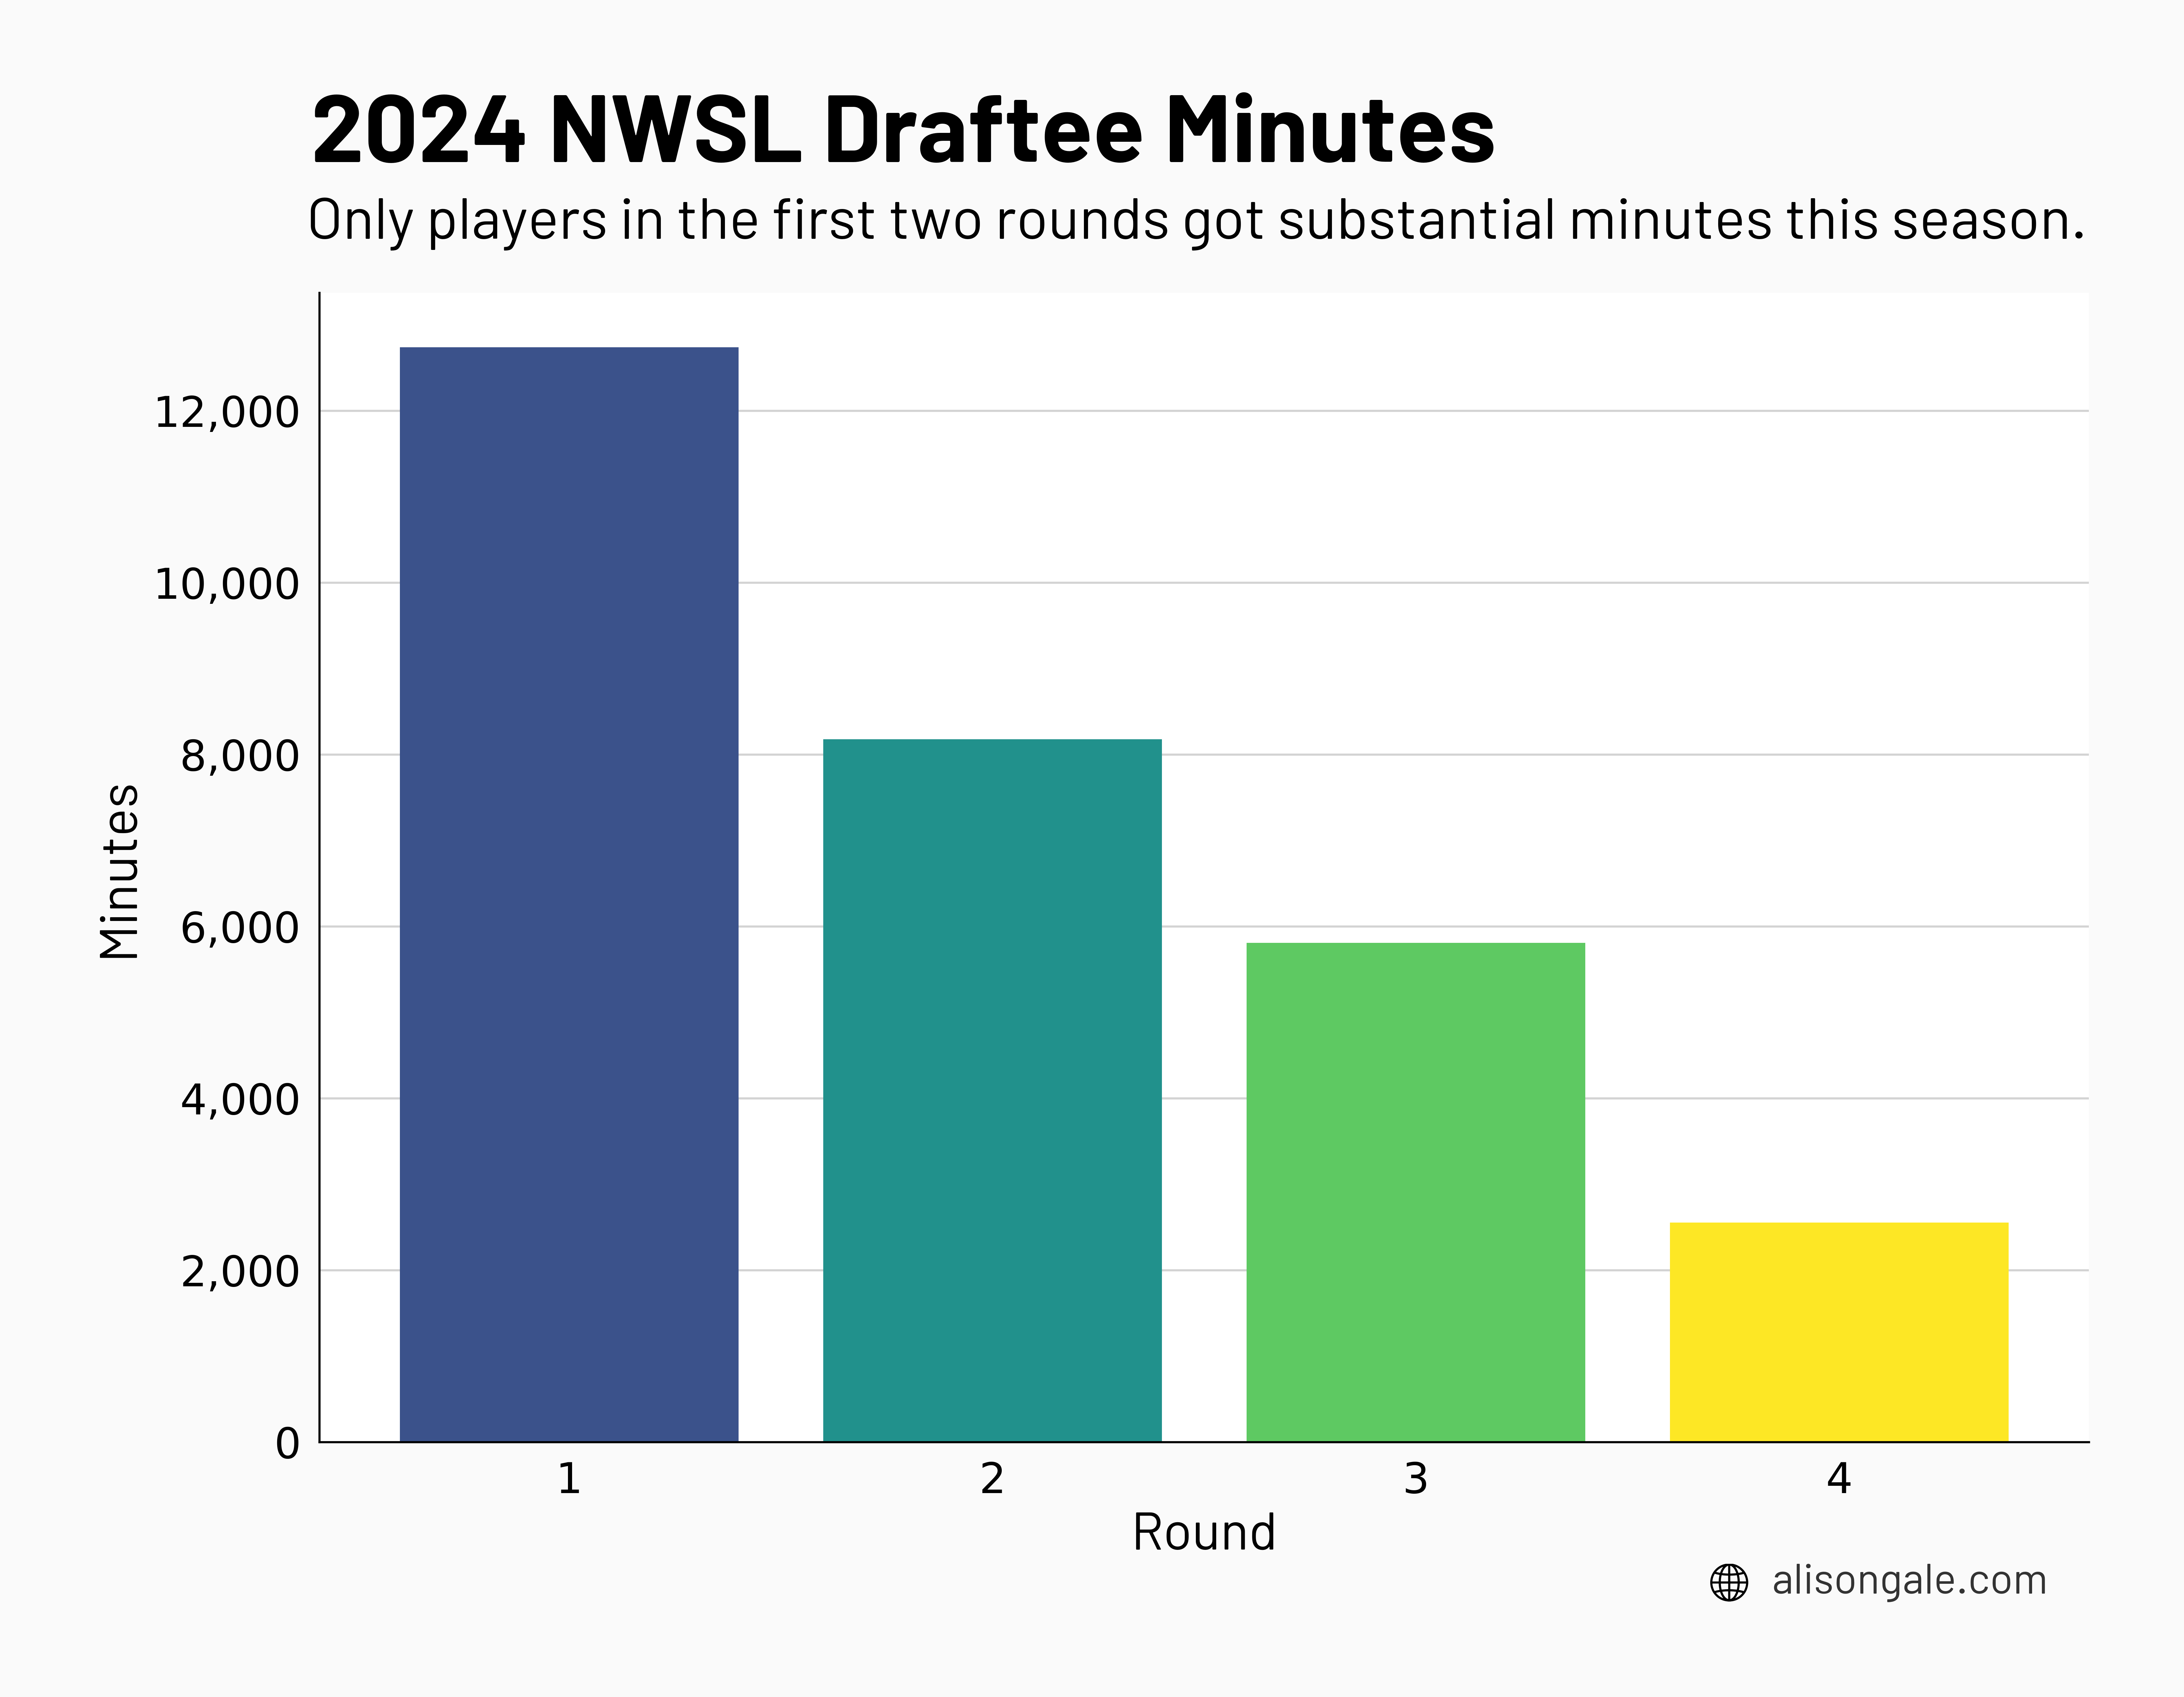 2024 NWSL Draftee Minutes
Only players in the first two rounds got substantial minutes this season.
12,000
10,000
8,000
6,000
4,000
2,000
0
Minutes
1
2
3
4
Round
alisongale.com